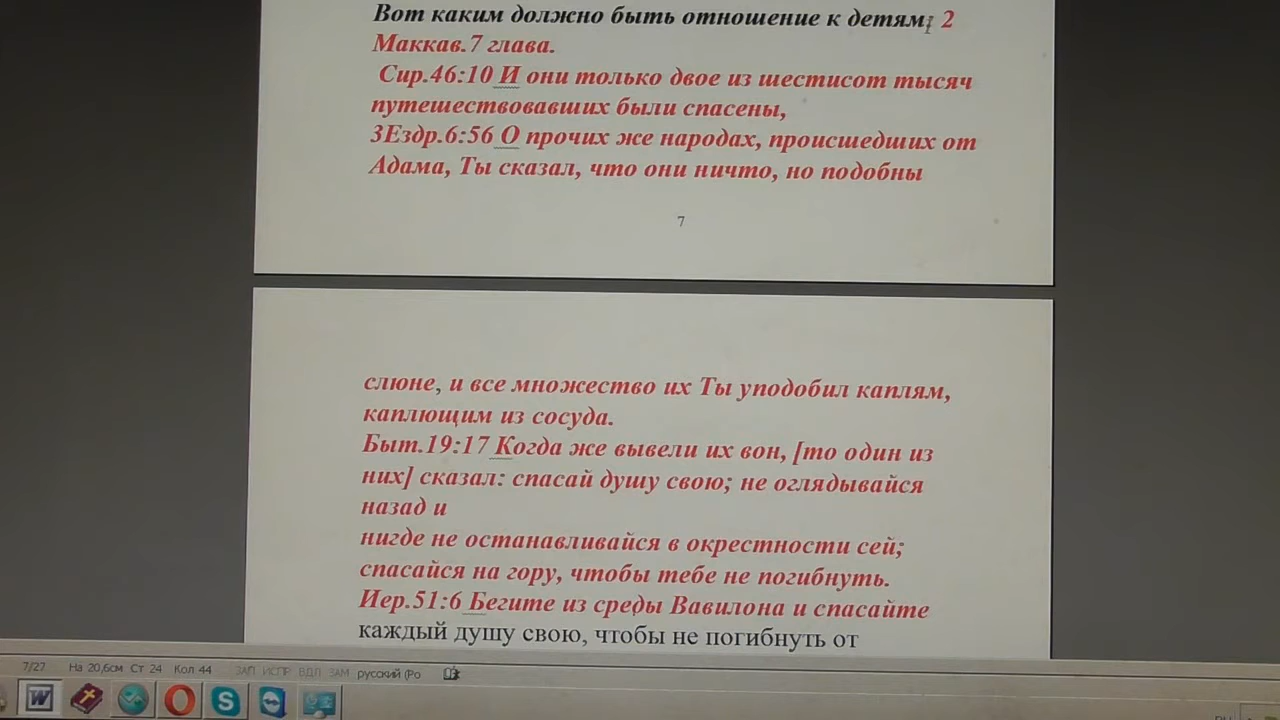 Вот каким должно быть отношение к детям; 2
Маккав.7 глава.
Сир.46:10 И они только двое из шестисот тысяч
путешествовавших были спасены,
3Ездр.6:56 О прочих же народах, происшедших от
Адама, Ты сказал, что они ничто, но подобны
7
слюне, и все множество их Ты уподобил каплям,
каплющим из сосуда.
Быт.19:17 Когда же вывели их вон, [то один из
них] сказал: спасай душу свою; не оглядывайся
назад и
нигде не останавливайся в окрестности сей;
спасайся на гору, чтобы тебе не погибнуть.
Иер.51:6 Бегите из среды Вавилона и спасайте
каждый душу свою, чтобы не погибнуть от
7/27 На 20,6см Ст 24 Кол 44 ЗАП ИСПР ВДЛ ЗАМ русский (Ро
W S